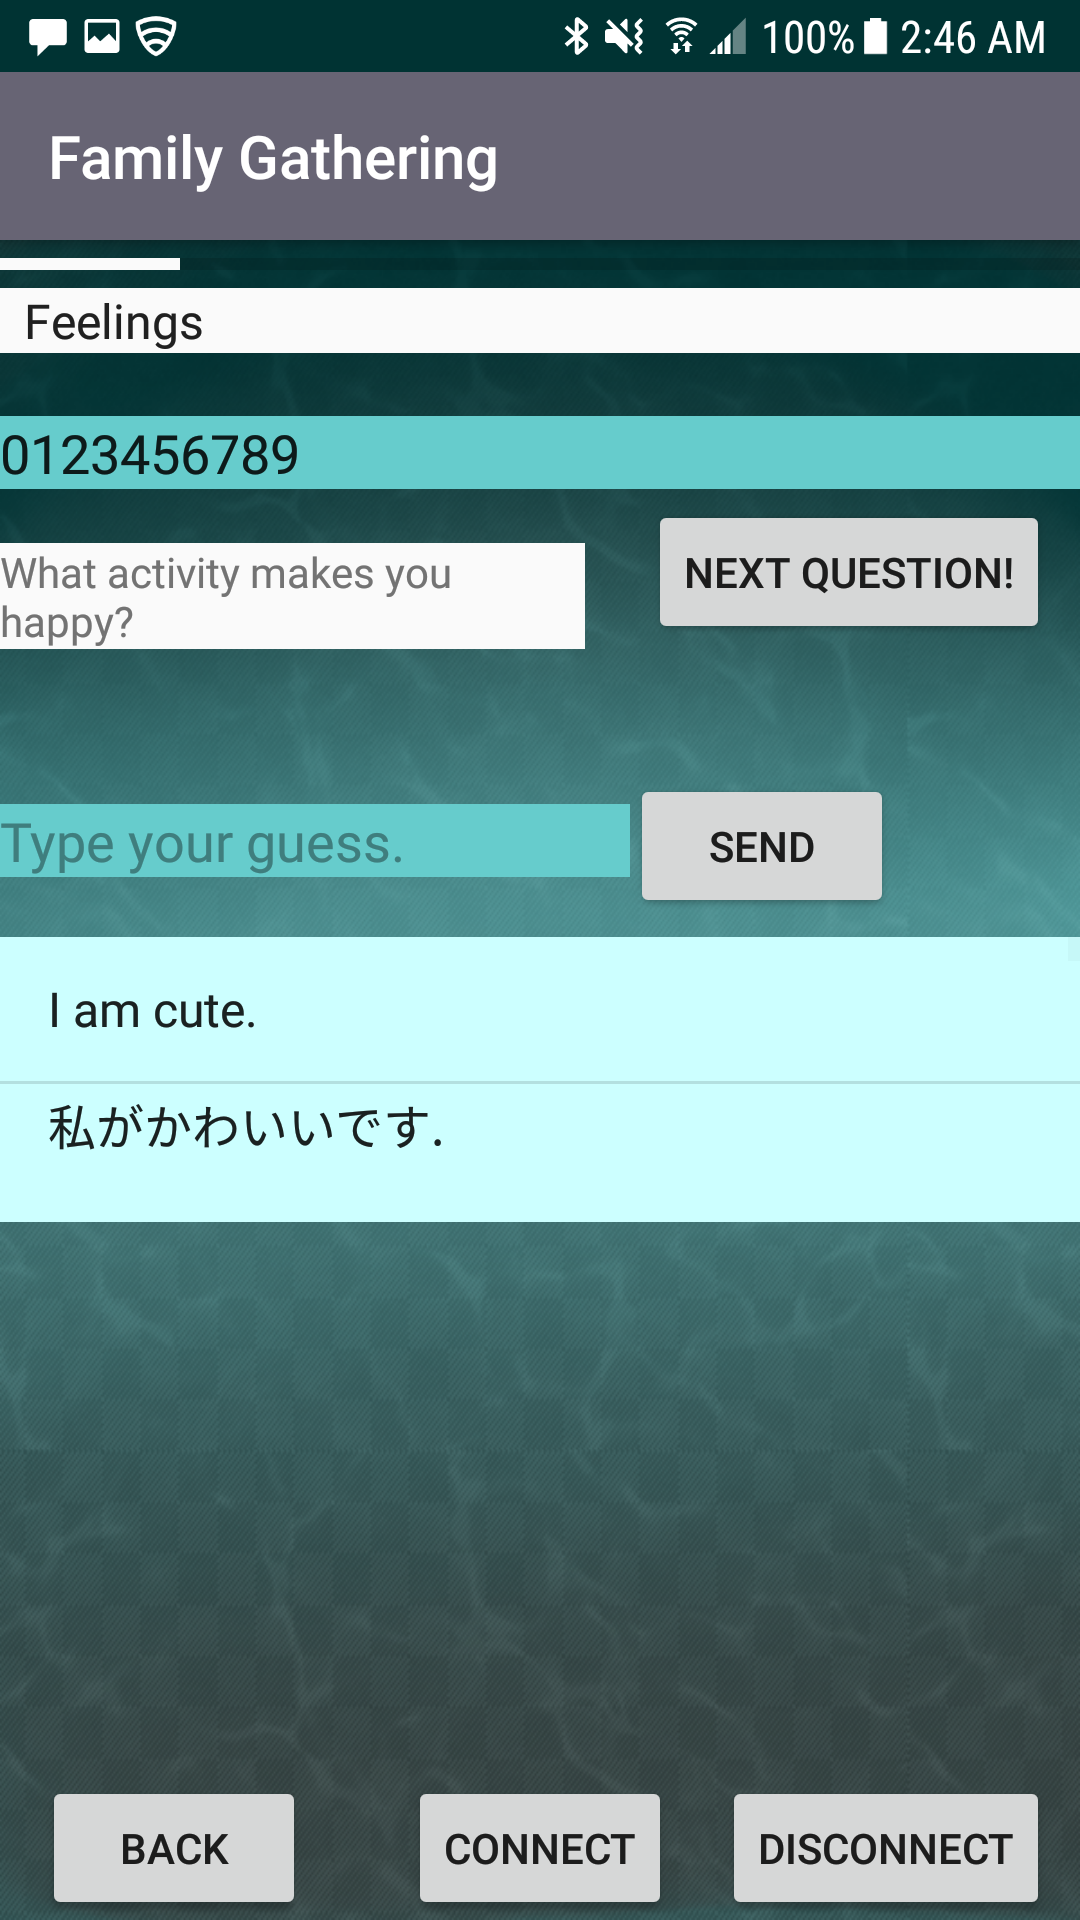 100% 2:46 AM
Family Gathering
Feelings
0123456789
What activity makes you
happy?
NEXT QUESTION!
Type your guess.
SEND
I am cute.
私がかわいいです.
BACK
CONNECT
DISCONNECT